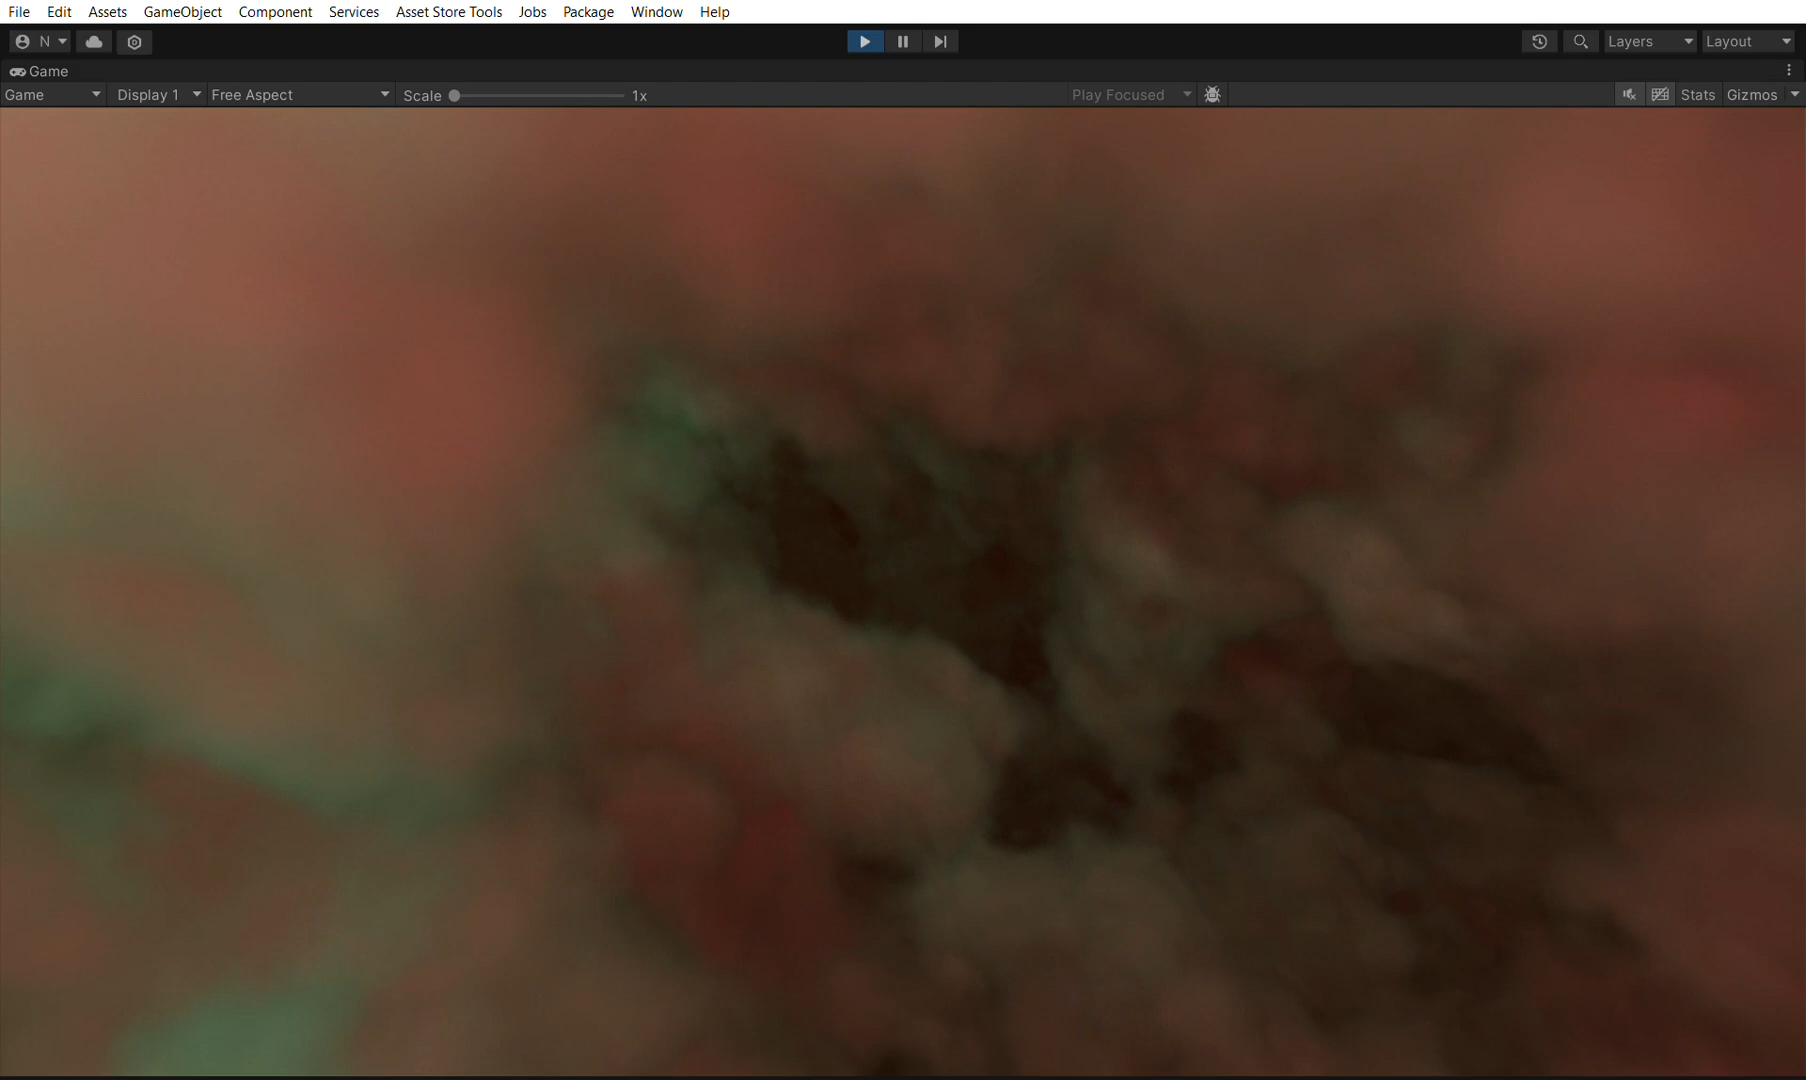 File Edit Assets GameObject Component Services Asset Store Tools Jobs Package Window Help
N Layers Layout
Game
Game Display 1 Free Aspect Scale 1x Play Focused Stats Gizmos